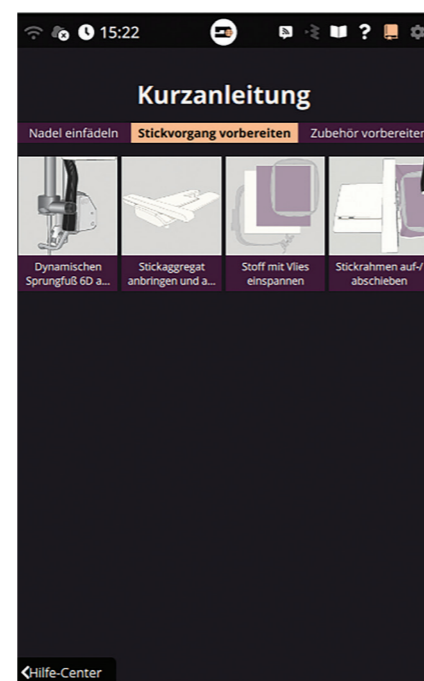 15:22
Kurzanleitung
Nadel einfädeln Stickvorgang vorbereiten Zubehör vorbereiten
Dynamischen
Sprungfuß 6D a...
Stickaggregat
anbringen und a...
Stoff mit Vlies
einspannen
Stickrahmen auf-/
abschieben
Hilfe-Center